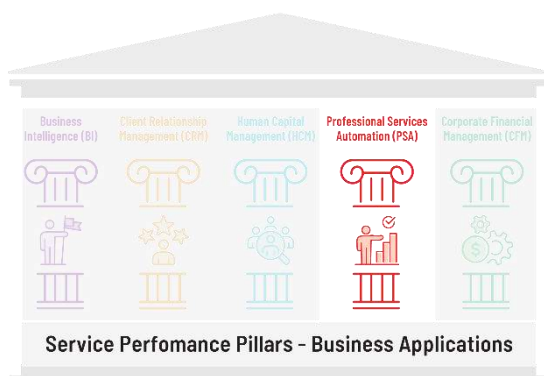 Business
Intelligence (BI)
Client Relationship
Management (CRM)
Human Capital
Management (HCM)
Professional Services
Automation (PSA)
Corporate Financial
Management (CFM)
$
Service Perfomance Pillars - Business Applications